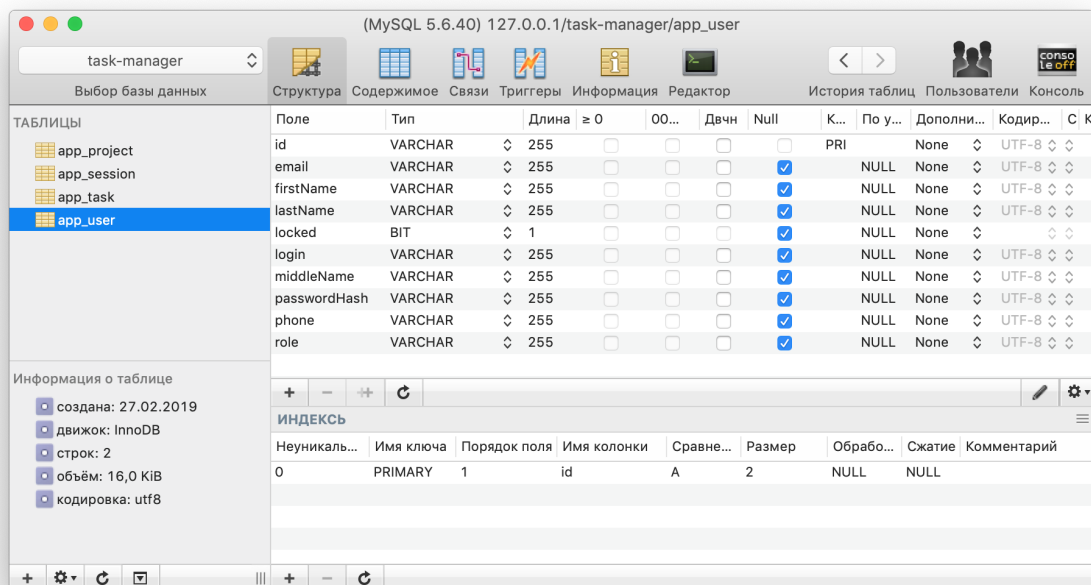 (MySQL 5.6.40) 127.0.0.1/task-manager/app_user
task-manager
Выбор базы данных
Структура Содержимое Связи Триггеры Информация Редактор
История таблиц Пользователи Консоль
conso
le off
ТАБЛИЦЫ
app_project
app_session
app_task
app_user
Поле Тип Длина ≥ 0 00... Двчн Null К... По у... Дополни... Кодир... С К
id VARCHAR 255 PRI None UTF-8
email VARCHAR 255 NULL None UTF-8
firstName VARCHAR 255 NULL None UTF-8
lastName VARCHAR 255 NULL None UTF-8
locked BIT 1 NULL None
login VARCHAR 255 NULL None UTF-8
middleName VARCHAR 255 NULL None UTF-8
passwordHash VARCHAR 255 NULL None UTF-8
phone VARCHAR 255 NULL None UTF-8
role VARCHAR 255 NULL None UTF-8
Информация о таблице
создана: 27.02.2019
движок: InnoDB
строк: 2
объём: 16,0 KiB
кодировка: utf8
ИНДЕКСЬ
Неуникаль... Имя ключа Порядок поля Имя колонки Сравне... Размер Обрабо... Сжатие Комментарий
0 PRIMARY 1 id A 2 NULL NULL